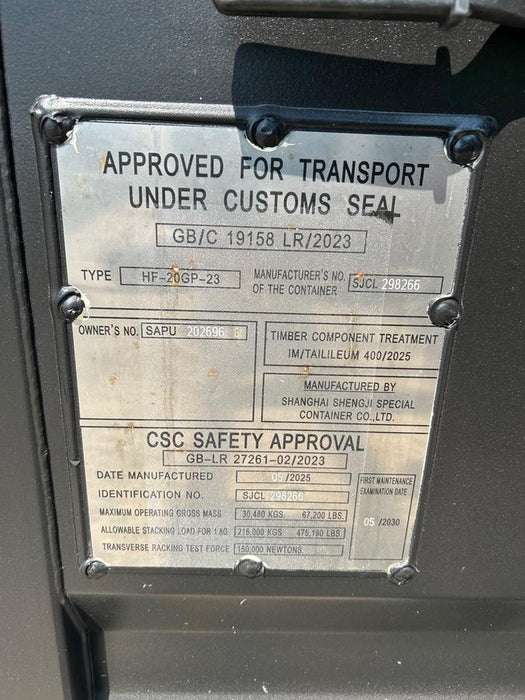 APPROVED FOR TRANSPORT
UNDER CUSTOMS SEAL
GB/C 19158 LR/2023
TYPE HF-20GP-23
MANUFACTURER'S NO. OF THE CONTAINER SJCL 298266
OWNER'S NO. SAPU 202696
TIMBER COMPONENT TREATMENT
IM/TAILILEUM 400/2025
MANUFACTURED BY
SHANGHAI SHENGJI SPECIAL
CONTAINER CO.,LTD.
CSC SAFETY APPROVAL
GB-LR 27261-02/2023
DATE MANUFACTURED 05/2025
IDENTIFICATION NO. SJCL 298266
MAXIMUM OPERATING GROSS MASS 30,480 KGS 67,200 LBS.
ALLOWABLE STACKING LOAD FOR 1.8G KGS 475,190 LBS.
TRANSVERSE RACKING TEST FORCE 150,000 NEWTONS
FIRST MAINTENANCE
EXAMINATION DATE
05 /2030